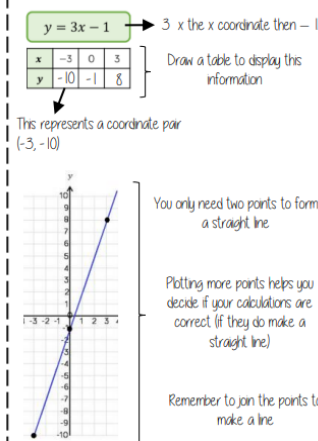 y = 3x − 1
3 x the x coordinate then – 1
x −3 0 3
y -10 -1 8
Draw a table to display this
information
This represents a coordinate pair
(-3, -10)
You only need two points to form
a straight line
Plotting more points helps you
decide if your calculations are
correct (if they do make a
straight line)
Remember to join the points to
make a line
y
10
9
8
7
6
5
4
3
2
1
-3 -2 -1 0 1 2 3
-3
-4
-5
-6
-7
-8
-9
-10